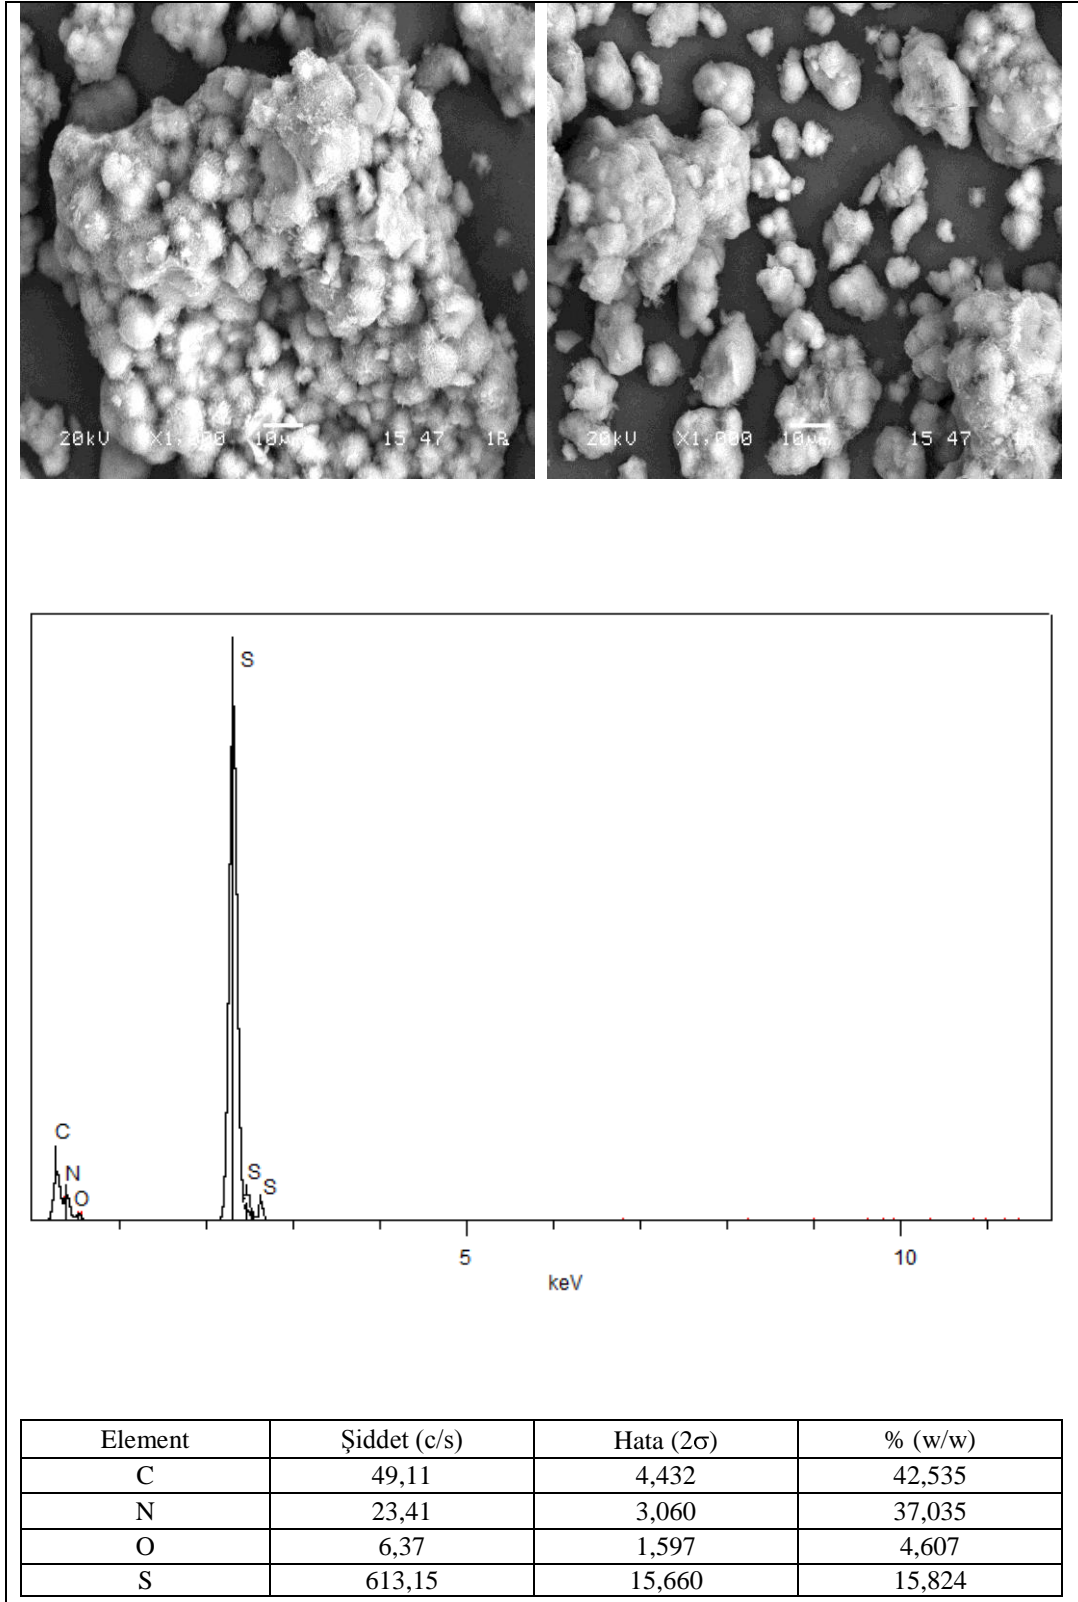 20kV X1,000 10µm 15 47
20kV X1,000 10µm 15 47
S
C
N
O
S
S
5 10
keV
Element Şiddet (c/s) Hata (2σ) % (w/w)
C 49,11 4,432 42,535
N 23,41 3,060 37,035
O 6,37 1,597 4,607
S 613,15 15,660 15,824